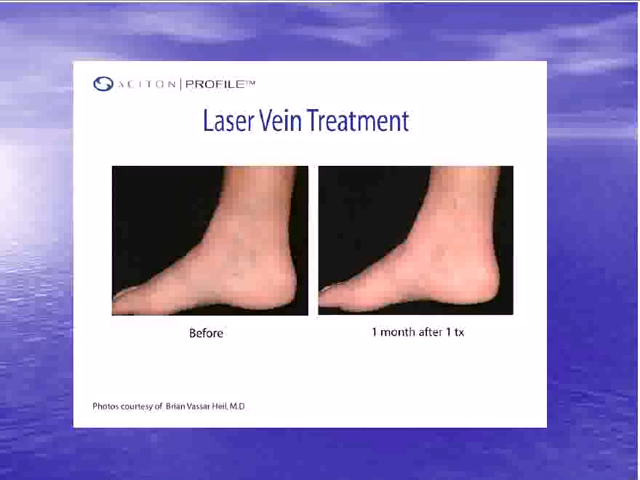 SCITON | PROFILE™
Laser Vein Treatment
Before
1 month after 1 tx
Photos courtesy of Brian Vassar Heil, M.D